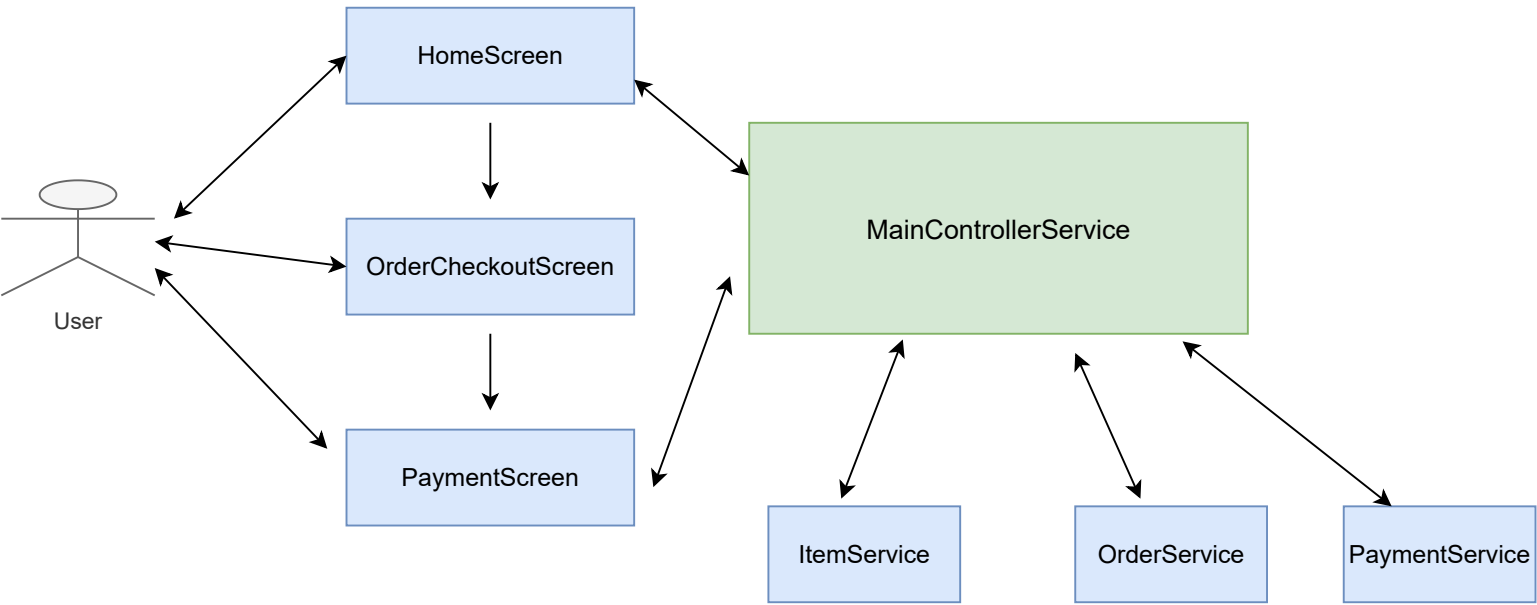 HomeScreen
MainControllerService
OrderCheckoutScreen
User
PaymentScreen
ItemService
OrderService
PaymentService